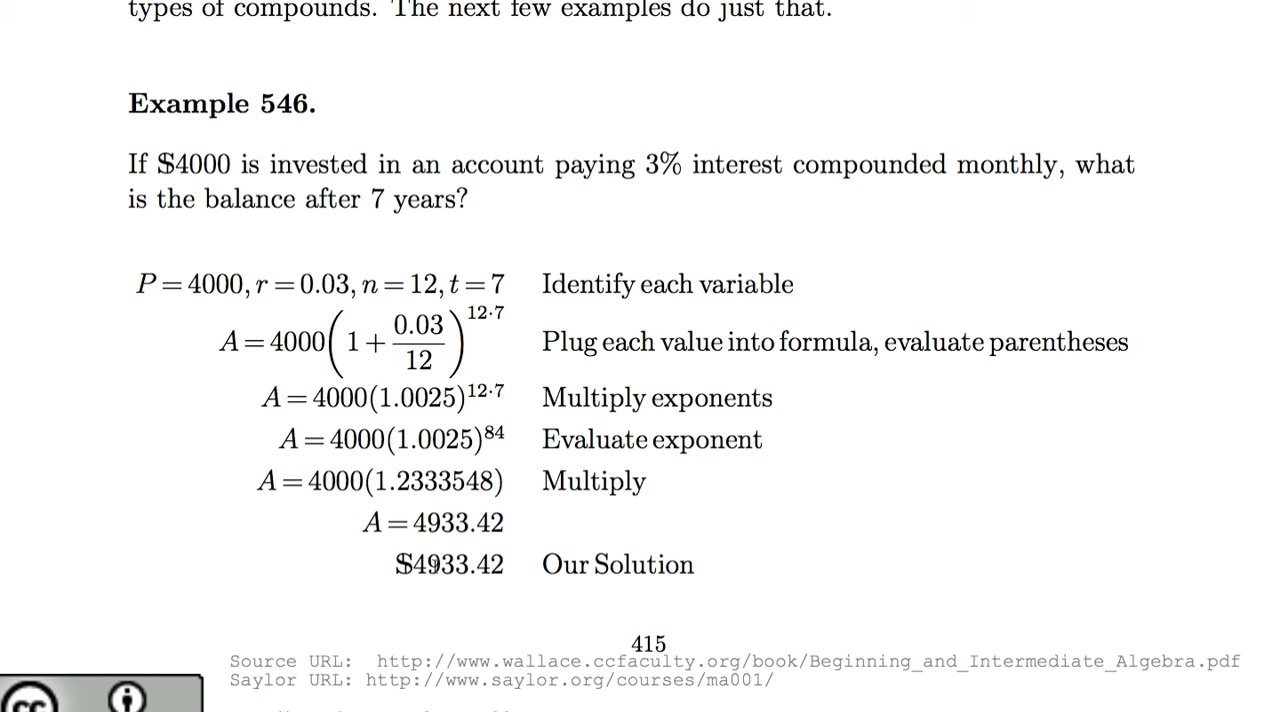 types of compounds. The next few examples do just that.
Example 546.
If $4000 is invested in an account paying 3% interest compounded monthly, what
is the balance after 7 years?
P = 4000, r = 0.03, n = 12, t = 7 Identify each variable
A = 4000(1 + 0.03/12)^12·7 Plug each value into formula, evaluate parentheses
A = 4000(1.0025)^12·7 Multiply exponents
A = 4000(1.0025)^84 Evaluate exponent
A = 4000(1.2333548) Multiply
A = 4933.42
$4933.42 Our Solution
415
Source URL: http://www.wallace.ccfaculty.org/book/Beginning_and_Intermediate_Algebra.pdf
Saylor URL: http://www.saylor.org/courses/ma001/
cc